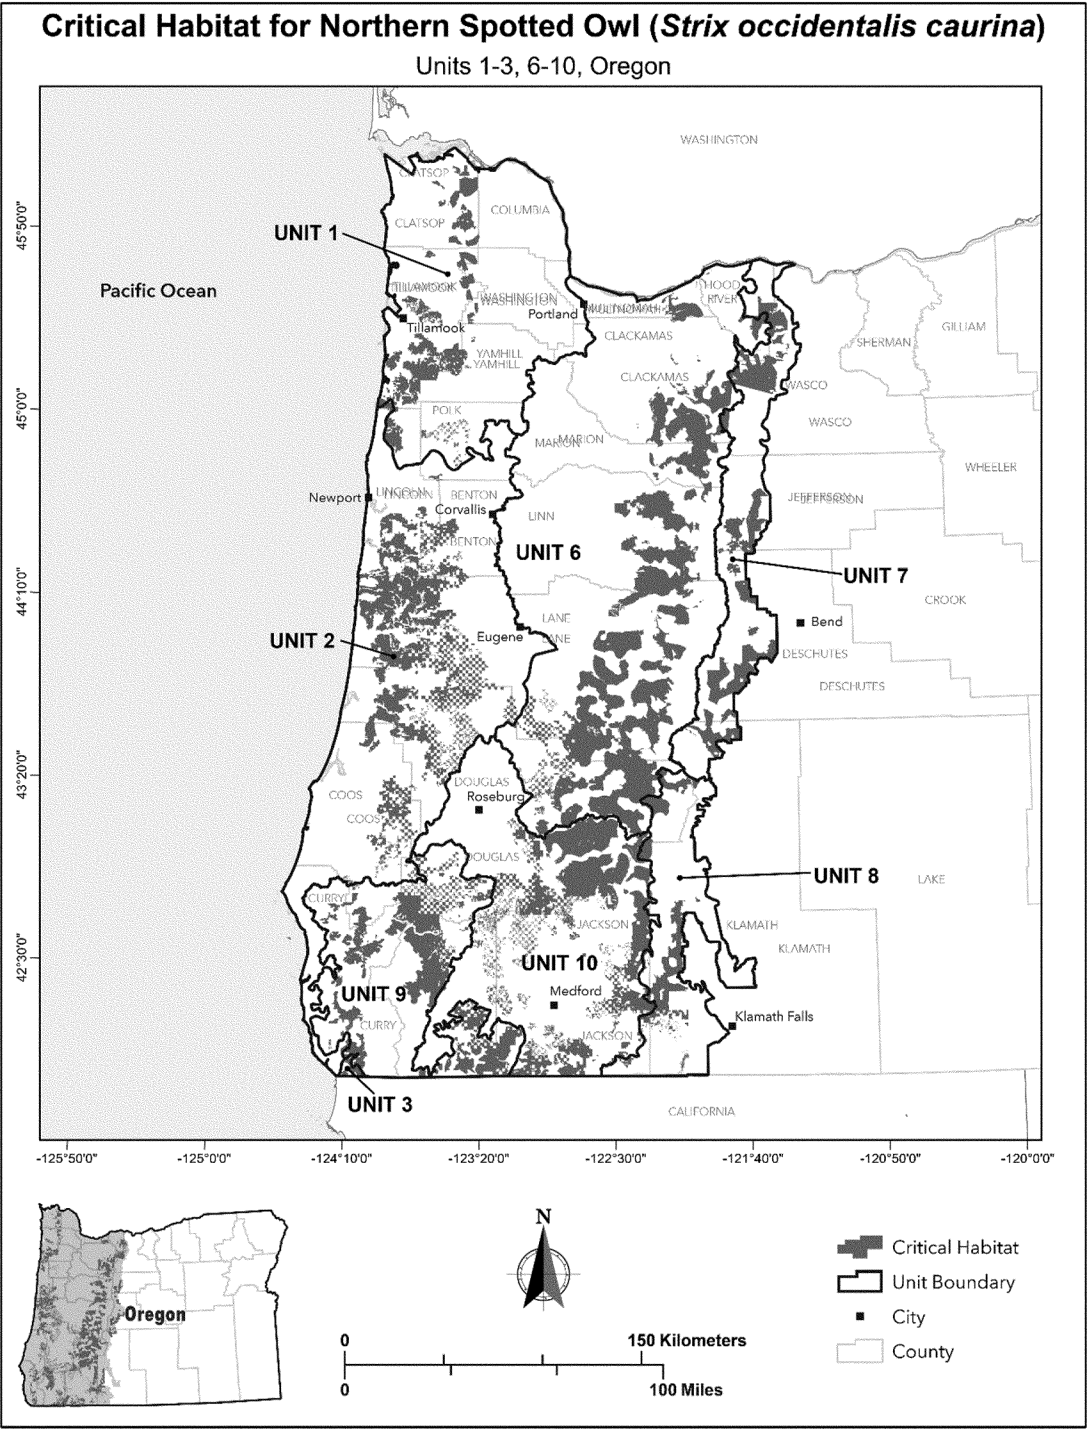 Critical Habitat for Northern Spotted Owl (Strix occidentalis caurina)
Units 1-3, 6-10, Oregon
WASHINGTON
CLATSOP
COLUMBIA
CLATSOP
UNIT 1
45°50'0"
Pacific Ocean
TILLAMOOK
WASHINGTON
WASHINGTON
HOOD
RIVER
Portland
MULTNOMAH
Tillamook
CLACKAMAS
GILLIAM
SHERMAN
YAMHILL
YAMHILL
CLACKAMAS
WASCO
45°0'0"
POLK
WASCO
MARION
MARION
WHEELER
Newport
LINCOLN
LINCOLN
BENTON
JEFFERSON
JEFFERSON
Corvallis
LINN
BENTON
UNIT 6
UNIT 7
44°10'0"
CROOK
LANE
Bend
UNIT 2
Eugene
LANE
DESCHUTES
DESCHUTES
43°20'0"
DOUGLAS
COOS
Roseburg
COOS
DOUGLAS
UNIT 8
LAKE
CURRY
JACKSON
KLAMATH
KLAMATH
42°30'0"
UNIT 10
UNIT 9
Medford
Klamath Falls
CURRY
JACKSON
UNIT 3
CALIFORNIA
-125°50'0"
-125°0'0"
-124°10'0"
-123°20'0"
-122°30'0"
-121°40'0"
-120°50'0"
-120°0'0"
N
Oregon
Critical Habitat
Unit Boundary
City
County
0
150 Kilometers
0
100 Miles